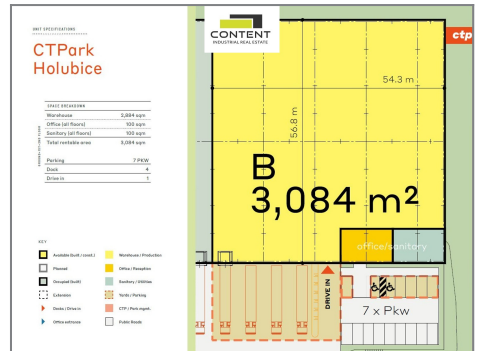 UNIT SPECIFICATIONS
CTPark
Holubice
SPACE BREAKDOWN
Warehouse 2,884 sqm
Office (all floors) 100 sqm
Sanitary (all floors) 100 sqm
Total rentable area 3,084 sqm
Parking 7 PKW
Dock 4
Drive in 1
KEY
Available (built / const.)
Planned
Occupied (built)
Extension
Docks / Drive in
Office entrance
Warehouse / Production
Office / Reception
Sanitary / Utilities
Yards / Parking
CTP / Park mgmt.
Public Roads
CONTENT
INDUSTRIAL REAL ESTATE
ctp
54.3 m
56.8 m
B
3,084 m²
office/sanitary
DRIVE IN
7 x Pkw